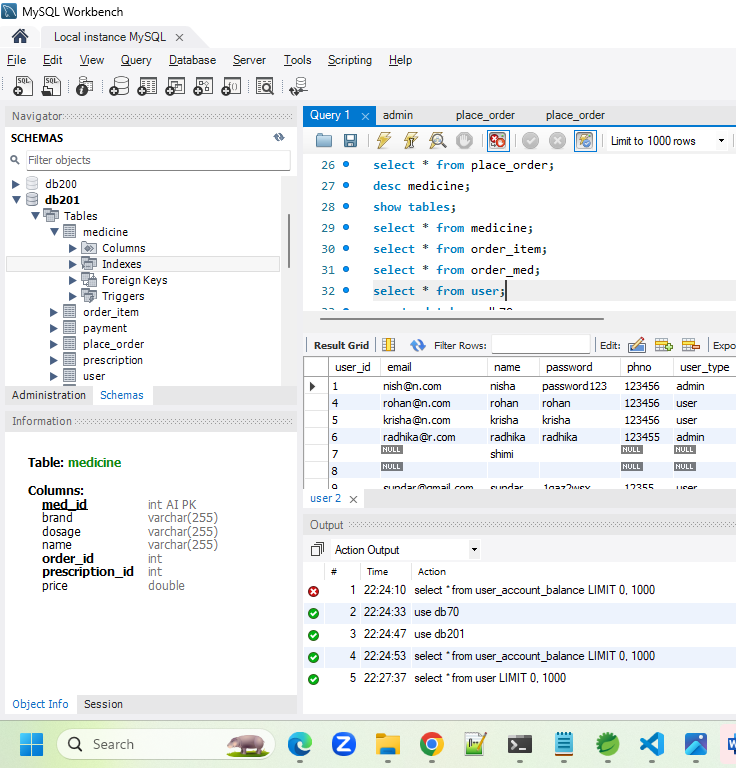 MySQL Workbench
Local instance MySQL
File Edit View Query Database Server Tools Scripting Help
Navigator
SCHEMAS
Filter objects
db200
db201
Tables
medicine
Columns
Indexes
Foreign Keys
Triggers
order_item
payment
place_order
prescription
user
Administration Schemas
Information
Table: medicine
Columns:
med_id int AI PK
brand varchar(255)
dosage varchar(255)
name varchar(255)
order_id int
prescription_id int
price double
Object Info Session
Query 1 admin place_order place_order
Limit to 1000 rows
26 select * from place_order;
27 desc medicine;
28 show tables;
29 select * from medicine;
30 select * from order_item;
31 select * from order_med;
32 select * from user;
Result Grid Filter Rows: Edit: Expo
user_id email name password phno user_type
1 nish@n.com nisha password123 123456 admin
4 rohan@n.com rohan rohan 123456 user
5 krisha@n.com krisha krisha 123456 user
6 radhika@r.com radhika radhika 123455 admin
7 NULL shimi NULL NULL
8 NULL NULL NULL
9 sundar@gmail.com sundar 1qaz2wsx 12355 user
user 2
Output
Action Output
# Time Action
1 22:24:10 select * from user_account_balance LIMIT 0, 1000
2 22:24:33 use db70
3 22:24:47 use db201
4 22:24:53 select * from user_account_balance LIMIT 0, 1000
5 22:27:37 select * from user LIMIT 0, 1000
Search